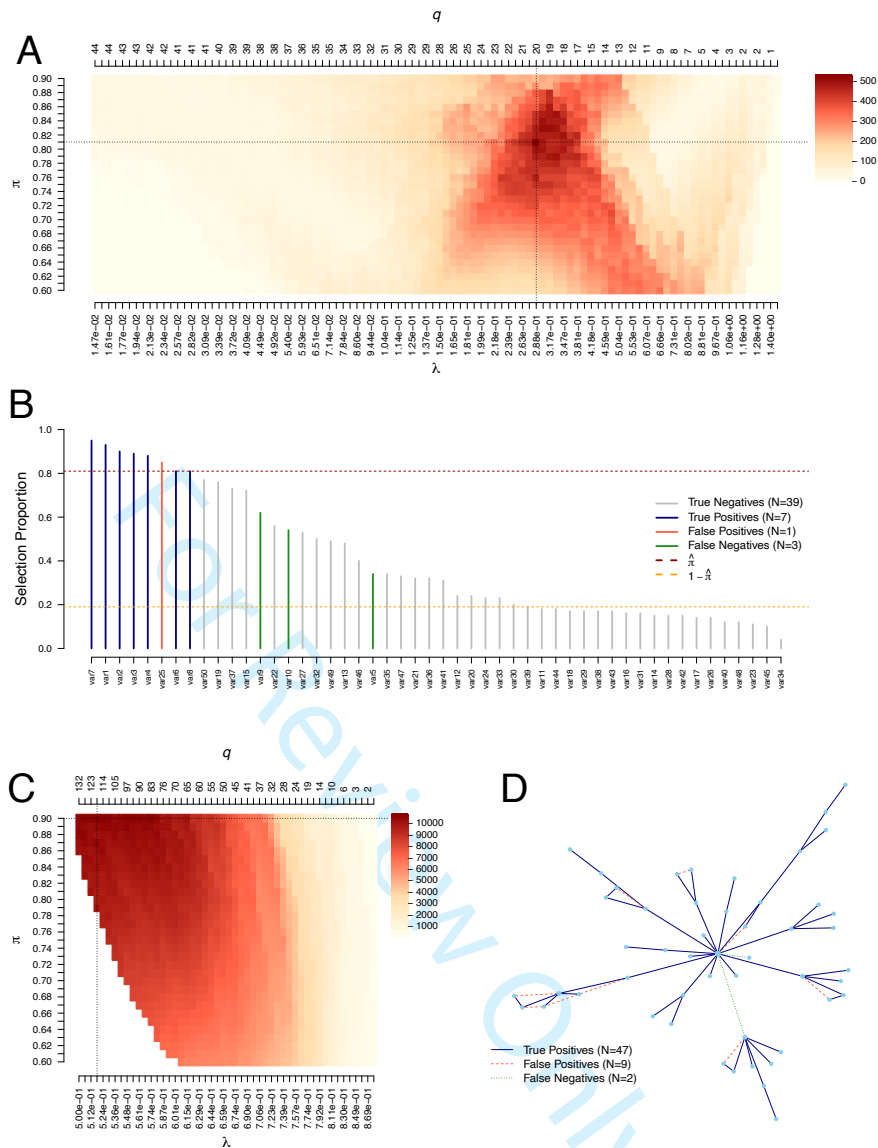 q
A
44 44 43 43 42 42 41 41 40 39 39 38 38 37 36 35 34 33 32 31 30 29 28 26 25 24 23 22 21 20 19 18 17 15 14 13 12 11 9 8 7 5 4 3 2 2 1
0.90
0.88
0.86
0.84
0.82
0.80
0.78
0.76
0.74
0.72
0.70
0.68
0.66
0.64
0.62
0.60
π
500
400
300
200
100
0
1.47e−02 1.61e−02 1.77e−02 1.94e−02 2.13e−02 2.34e−02 2.57e−02 2.82e−02 3.09e−02 3.39e−02 3.72e−02 4.09e−02 4.49e−02 4.92e−02 5.40e−02 5.93e−02 6.51e−02 7.14e−02 7.84e−02 8.60e−02 9.44e−02 1.04e−01 1.14e−01 1.25e−01 1.37e−01 1.50e−01 1.65e−01 1.81e−01 1.99e−01 2.18e−01 2.39e−01 2.63e−01 2.88e−01 3.17e−01 3.47e−01 3.81e−01 4.18e−01 4.59e−01 5.04e−01 5.53e−01 6.07e−01 6.66e−01 7.31e−01 8.02e−01 8.81e−01 9.67e−01 1.06e+00 1.16e+00 1.28e+00 1.40e+00
λ
B
1.0
0.8
0.6
0.4
0.2
0.0
Selection Proportion
True Negatives (N=39)
True Positives (N=7)
False Positives (N=1)
False Negatives (N=3)
π̂
1 − π̂
var7 var1 var2 var3 var4 var25 var6 var8 var50 var19 var37 var15 var9 var22 var10 var27 var32 var49 var13 var46 var5 var35 var47 var21 var36 var41 var12 var20 var24 var33 var30 var11 var44 var18 var29 var38 var43 var16 var31 var14 var28 var42 var17 var26 var40 var48 var23 var45 var34
For Review Only
q
C
132 123 114 105 97 90 83 76 70 65 60 55 50 45 41 37 32 28 24 19 14 10 6 3 2
0.90
0.88
0.86
0.84
0.82
0.80
0.78
0.76
0.74
0.72
0.70
0.68
0.66
0.64
0.62
0.60
π
10000
9000
8000
7000
6000
5000
4000
3000
2000
1000
5.00e−01 5.12e−01 5.24e−01 5.36e−01 5.48e−01 5.61e−01 5.74e−01 5.87e−01 6.01e−01 6.15e−01 6.29e−01 6.44e−01 6.59e−01 6.74e−01 6.90e−01 7.06e−01 7.23e−01 7.39e−01 7.57e−01 7.74e−01 7.92e−01 8.11e−01 8.30e−01 8.49e−01 8.69e−01
λ
D
True Positives (N=47)
False Positives (N=9)
False Negatives (N=2)